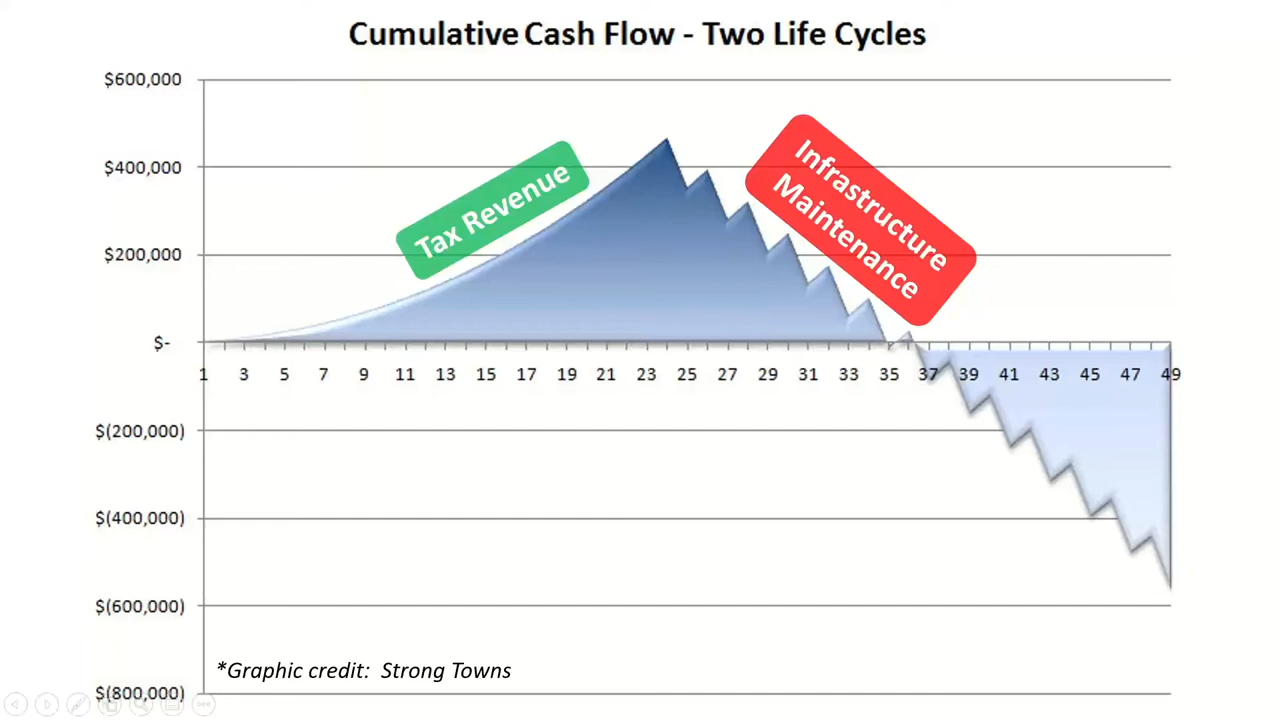 Cumulative Cash Flow - Two Life Cycles
$600,000
$400,000
$200,000
$-
$(200,000)
$(400,000)
$(600,000)
$(800,000)
Tax Revenue
Infrastructure
Maintenance
1 3 5 7 9 11 13 15 17 19 21 23 25 27 29 31 33 35 37 39 41 43 45 47 49
*Graphic credit: Strong Towns